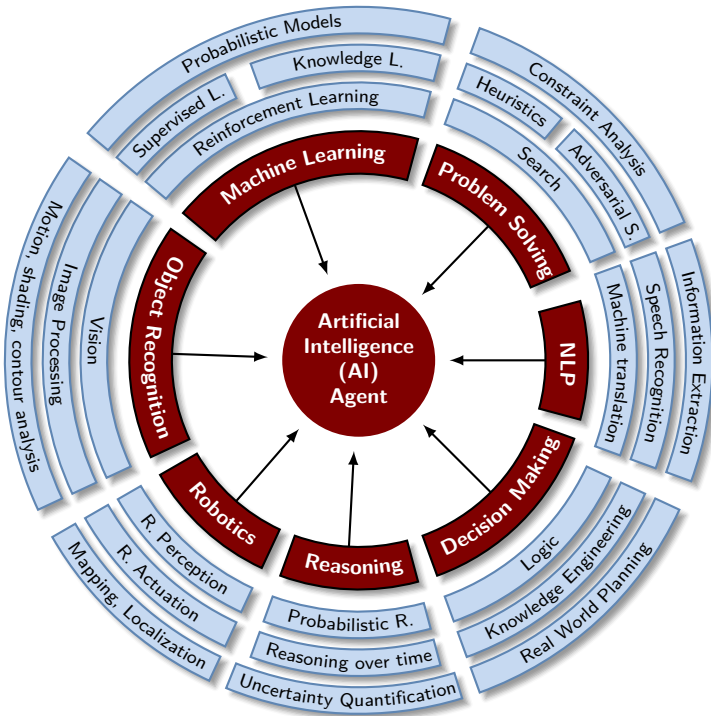 Probabilistic Models
Supervised L.
Knowledge L.
Reinforcement Learning
Machine Learning
Constraint Analysis
Heuristics
Adversarial S.
Search
Problem Solving
Information Extraction
Speech Recognition
Machine translation
NLP
Logic
Knowledge Engineering
Real World Planning
Decision Making
Probabilistic R.
Reasoning over time
Uncertainty Quantification
Reasoning
R. Perception
R. Actuation
Mapping, Localization
Robotics
Motion, shading, contour analysis
Image Processing
Vision
Object Recognition
Artificial
Intelligence
(AI)
Agent